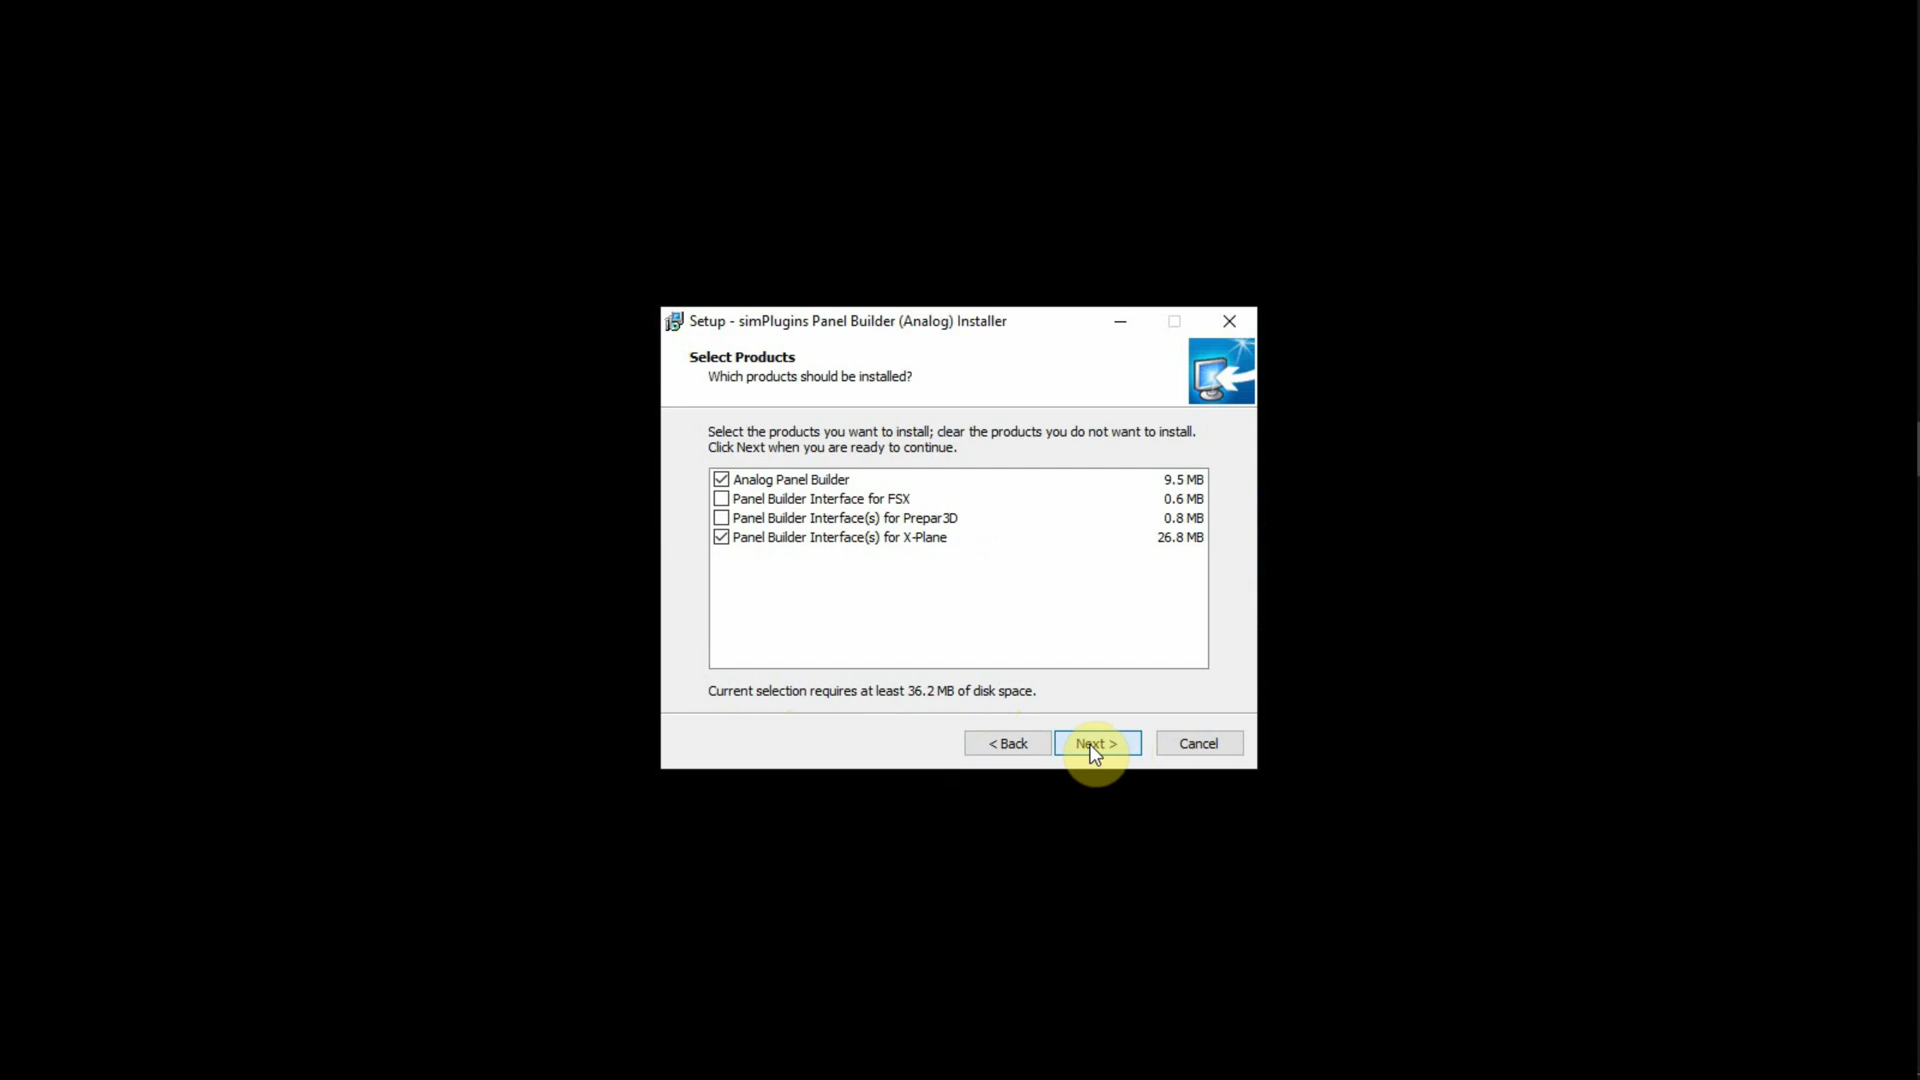 Setup - simPlugins Panel Builder (Analog) Installer
Select Products
Which products should be installed?
Select the products you want to install; clear the products you do not want to install.
Click Next when you are ready to continue.
Analog Panel Builder 9.5 MB
Panel Builder Interface for FSX 0.6 MB
Panel Builder Interface(s) for Prepar3D 0.8 MB
Panel Builder Interface(s) for X-Plane 26.8 MB
Current selection requires at least 36.2 MB of disk space.
< Back Next > Cancel